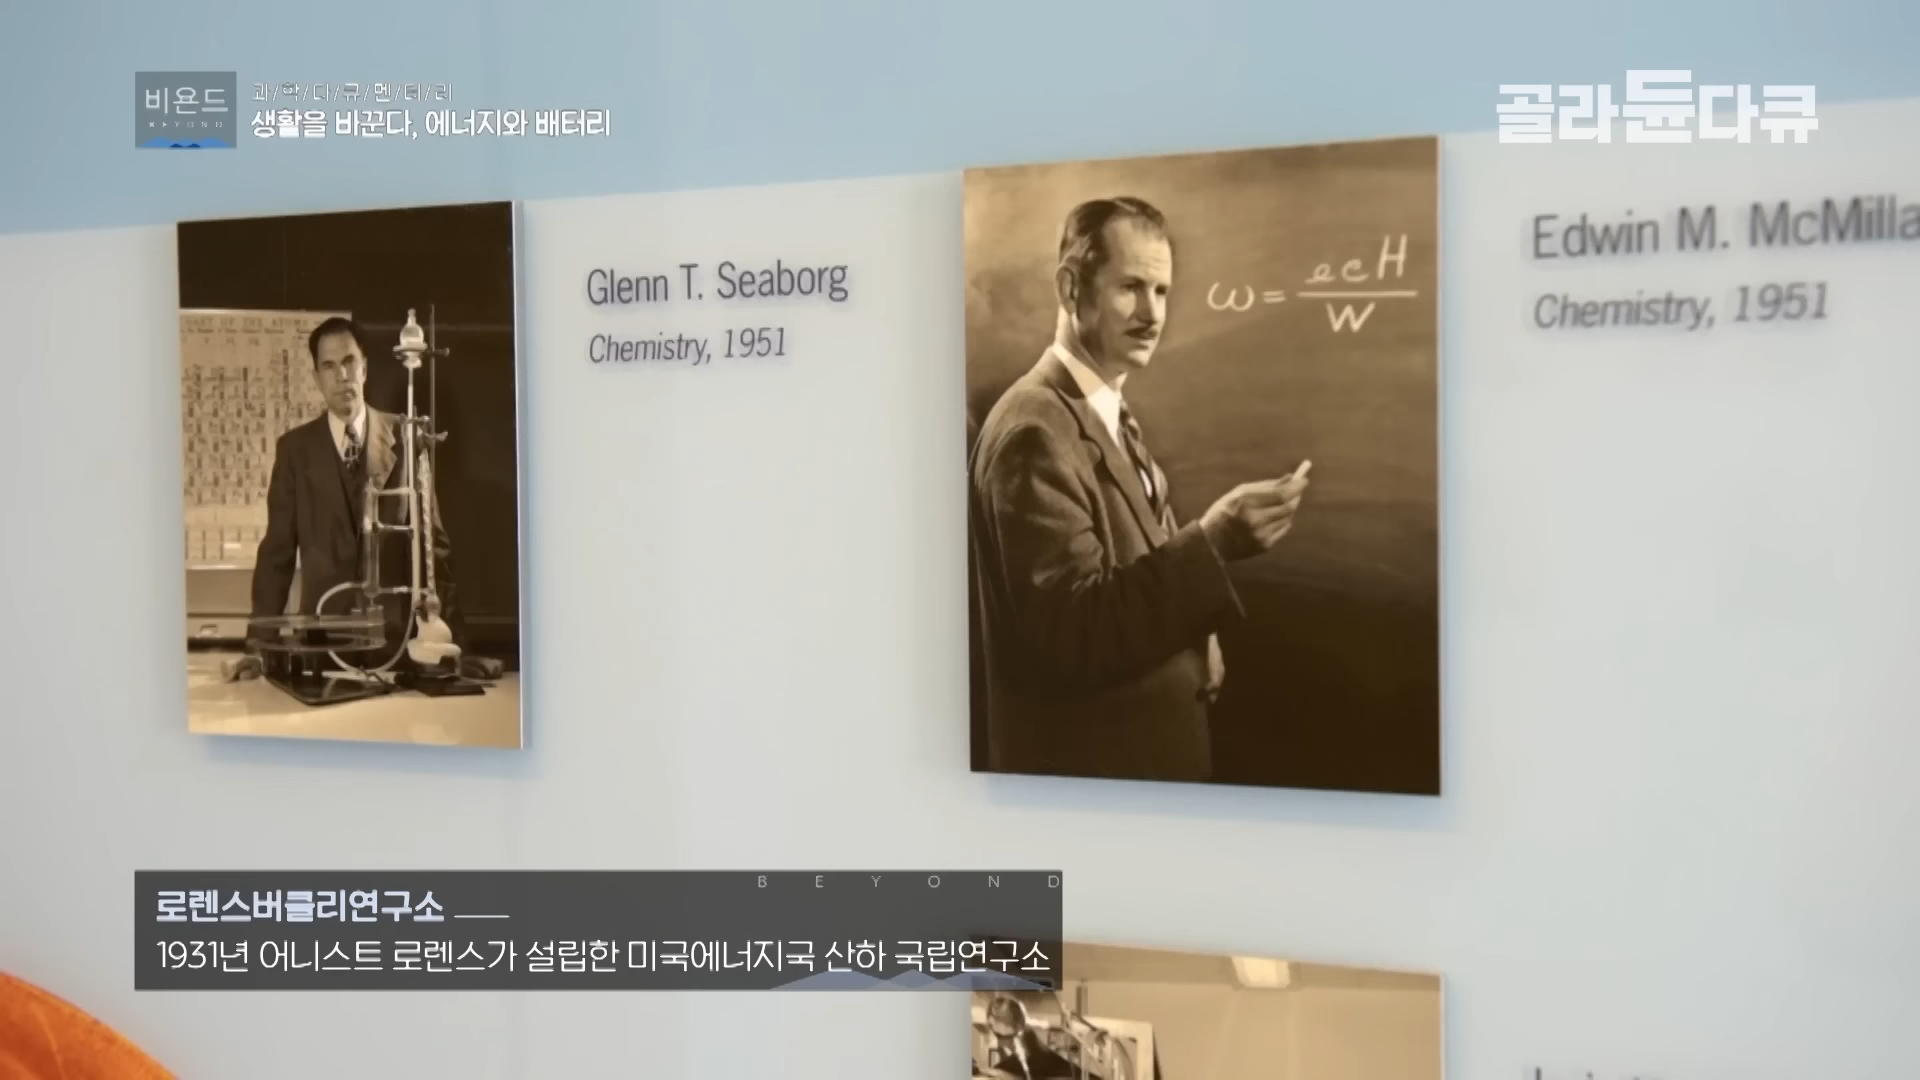 비욘드
BEYOND
과/학/다/큐/멘/터/리
생활을 바꾼다, 에너지와 배터리
골라듄다큐
Glenn T. Seaborg
Chemistry, 1951
ω = ecH
W
Edwin M. McMilla
Chemistry, 1951
BEYOND
로렌스버클리연구소
1931년 어니스트 로렌스가 설립한 미국에너지국 산하 국립연구소